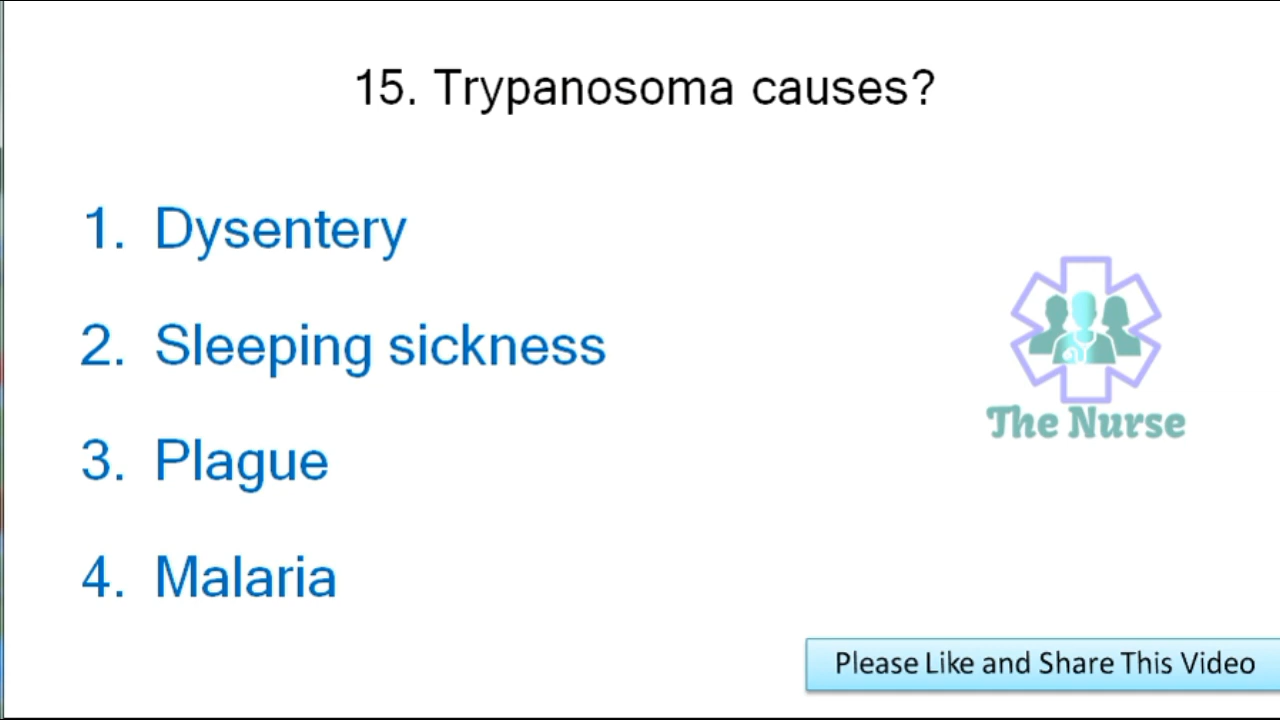 15. Trypanosoma causes?
1. Dysentery
2. Sleeping sickness
3. Plague
4. Malaria
The Nurse
Please Like and Share This Video